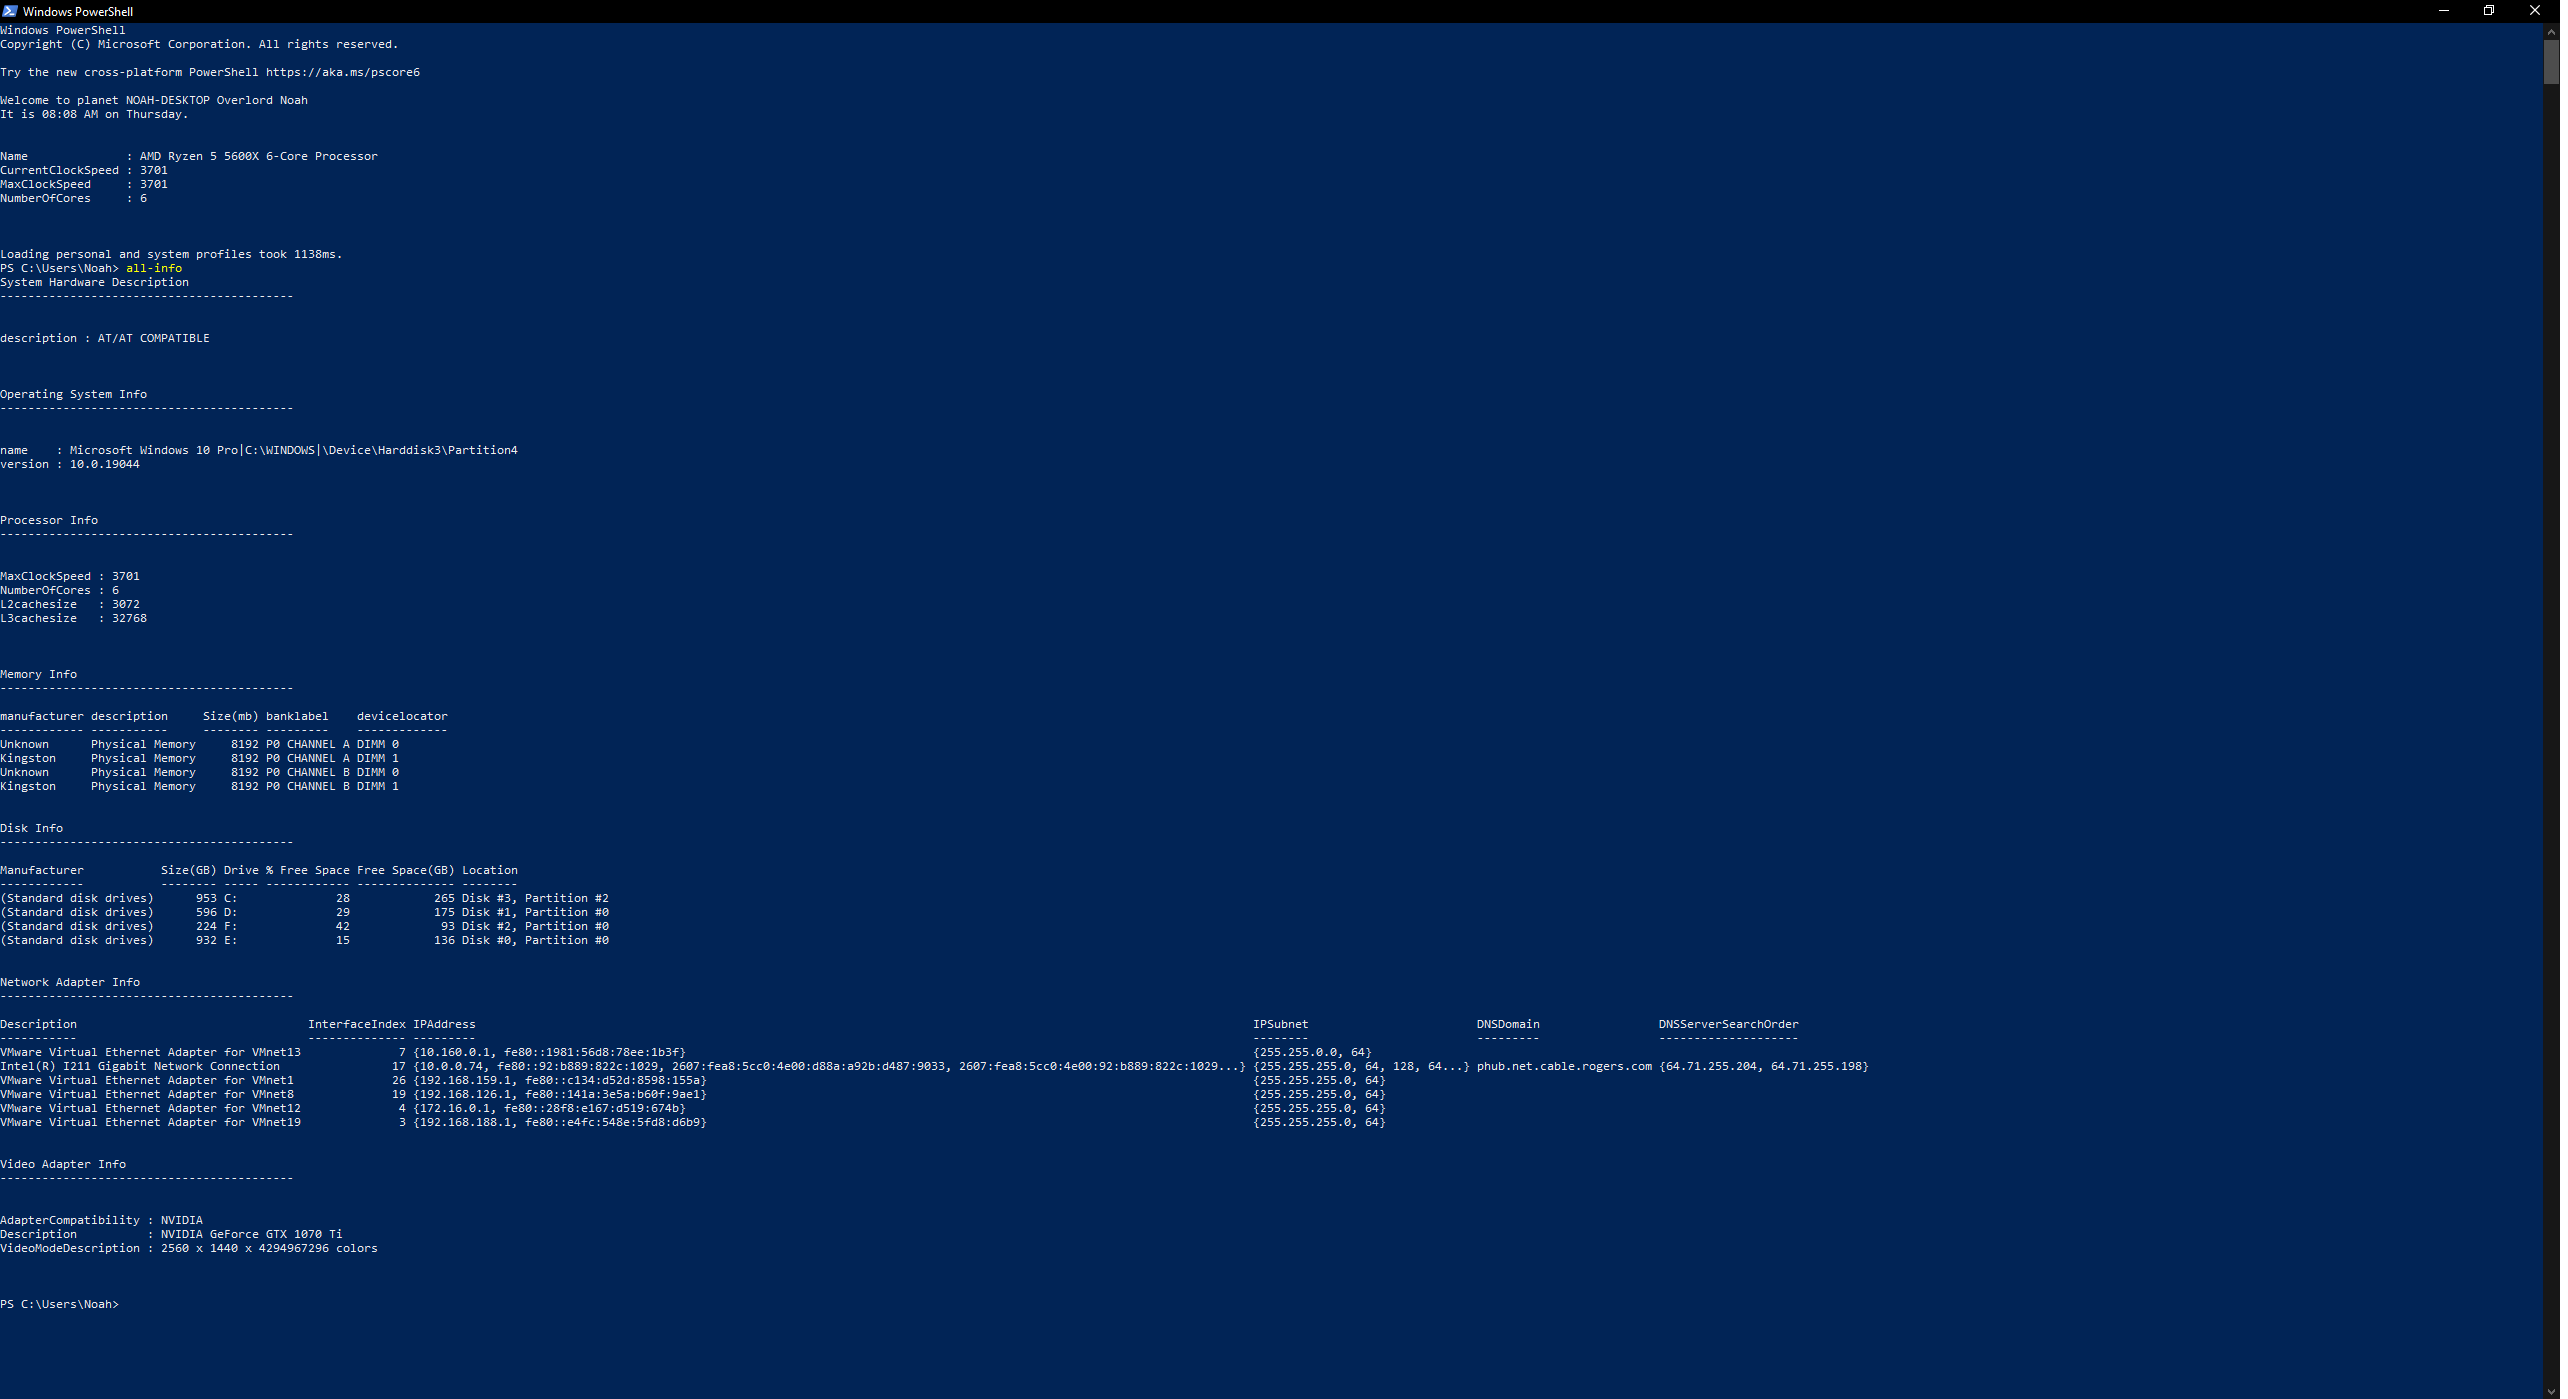 Windows PowerShell
Windows PowerShell
Copyright (C) Microsoft Corporation. All rights reserved.
Try the new cross-platform PowerShell https://aka.ms/pscore6
Welcome to planet NOAH-DESKTOP Overlord Noah
It is 08:08 AM on Thursday.
Name              : AMD Ryzen 5 5600X 6-Core Processor
CurrentClockSpeed : 3701
MaxClockSpeed     : 3701
NumberOfCores     : 6
Loading personal and system profiles took 1138ms.
PS C:\Users\Noah> all-info
System Hardware Description
------------------------------------------
description : AT/AT COMPATIBLE
Operating System Info
------------------------------------------
name    : Microsoft Windows 10 Pro|C:\WINDOWS|\Device\Harddisk3\Partition4
version : 10.0.19044
Processor Info
------------------------------------------
MaxClockSpeed : 3701
NumberOfCores : 6
L2cachesize   : 3072
L3cachesize   : 32768
Memory Info
------------------------------------------
manufacturer description     Size(mb) banklabel    devicelocator
------------ -----------     -------- ---------    -------------
Unknown      Physical Memory     8192 P0 CHANNEL A DIMM 0
Kingston     Physical Memory     8192 P0 CHANNEL A DIMM 1
Unknown      Physical Memory     8192 P0 CHANNEL B DIMM 0
Kingston     Physical Memory     8192 P0 CHANNEL B DIMM 1
Disk Info
------------------------------------------
Manufacturer           Size(GB) Drive % Free Space Free Space(GB) Location
------------           -------- ----- ------------ -------------- --------
(Standard disk drives)      953 C:              28            265 Disk #3, Partition #2
(Standard disk drives)      596 D:              29            175 Disk #1, Partition #0
(Standard disk drives)      224 F:              42             93 Disk #2, Partition #0
(Standard disk drives)      932 E:              15            136 Disk #0, Partition #0
Network Adapter Info
------------------------------------------
Description                                 InterfaceIndex IPAddress IPSubnet DNSDomain DNSServerSearchOrder
-----------                                 -------------- --------- -------- --------- --------------------
VMware Virtual Ethernet Adapter for VMnet13              7 {10.160.0.1, fe80::1981:56d8:78ee:1b3f} {255.255.0.0, 64}
Intel(R) I211 Gigabit Network Connection                17 {10.0.0.74, fe80::92:b889:822c:1029, 2607:fea8:5cc0:4e00:d88a:a92b:d487:9033, 2607:fea8:5cc0:4e00:92:b889:822c:1029...} {255.255.255.0, 64, 128, 64...} phub.net.cable.rogers.com {64.71.255.204, 64.71.255.198}
VMware Virtual Ethernet Adapter for VMnet1              26 {192.168.159.1, fe80::c134:d52d:8598:155a} {255.255.255.0, 64}
VMware Virtual Ethernet Adapter for VMnet8              19 {192.168.126.1, fe80::141a:3e5a:b60f:9ae1} {255.255.255.0, 64}
VMware Virtual Ethernet Adapter for VMnet12              4 {172.16.0.1, fe80::28f8:e167:d519:674b} {255.255.255.0, 64}
VMware Virtual Ethernet Adapter for VMnet19              3 {192.168.188.1, fe80::e4fc:548e:5fd8:d6b9} {255.255.255.0, 64}
Video Adapter Info
------------------------------------------
AdapterCompatibility : NVIDIA
Description          : NVIDIA GeForce GTX 1070 Ti
VideoModeDescription : 2560 x 1440 x 4294967296 colors
PS C:\Users\Noah>